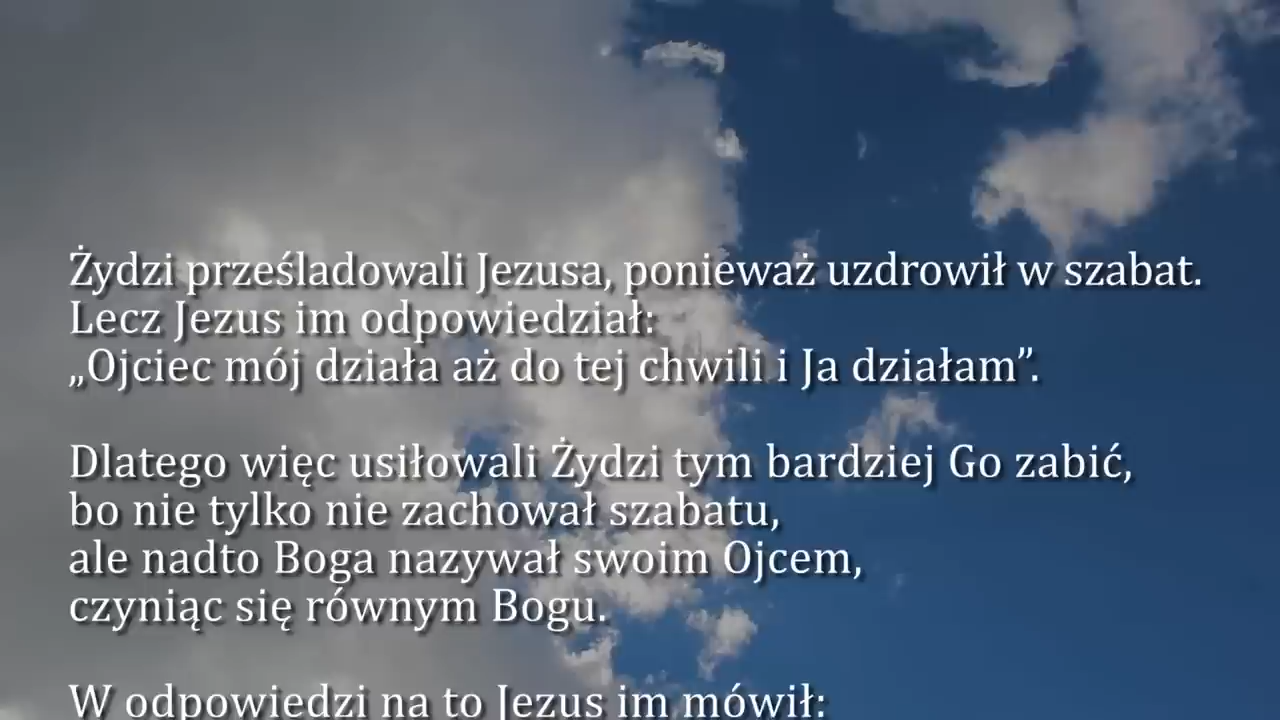 Żydzi prześladowali Jezusa, ponieważ uzdrowił w szabat.
Lecz Jezus im odpowiedział:
„Ojciec mój działa aż do tej chwili i Ja działam”.
Dlatego więc usiłowali Żydzi tym bardziej Go zabić,
bo nie tylko nie zachował szabatu,
ale nadto Boga nazywał swoim Ojcem,
czyniąc się równym Bogu.
W odpowiedzi na to Jezus im mówił: